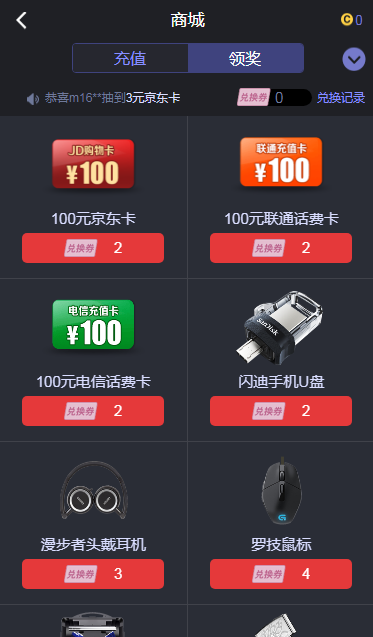 商城
C 0
充值 领奖
恭喜m16**抽到3元京东卡 兑换券 0 兑换记录
JD购物卡
¥100
联通充值卡
¥100
100元京东卡 100元联通话费卡
兑换券 2 兑换券 2
电信充值卡
¥100
SanDisk
100元电信话费卡 闪迪手机U盘
兑换券 2 兑换券 2
漫步者头戴耳机 罗技鼠标
兑换券 3 兑换券 4